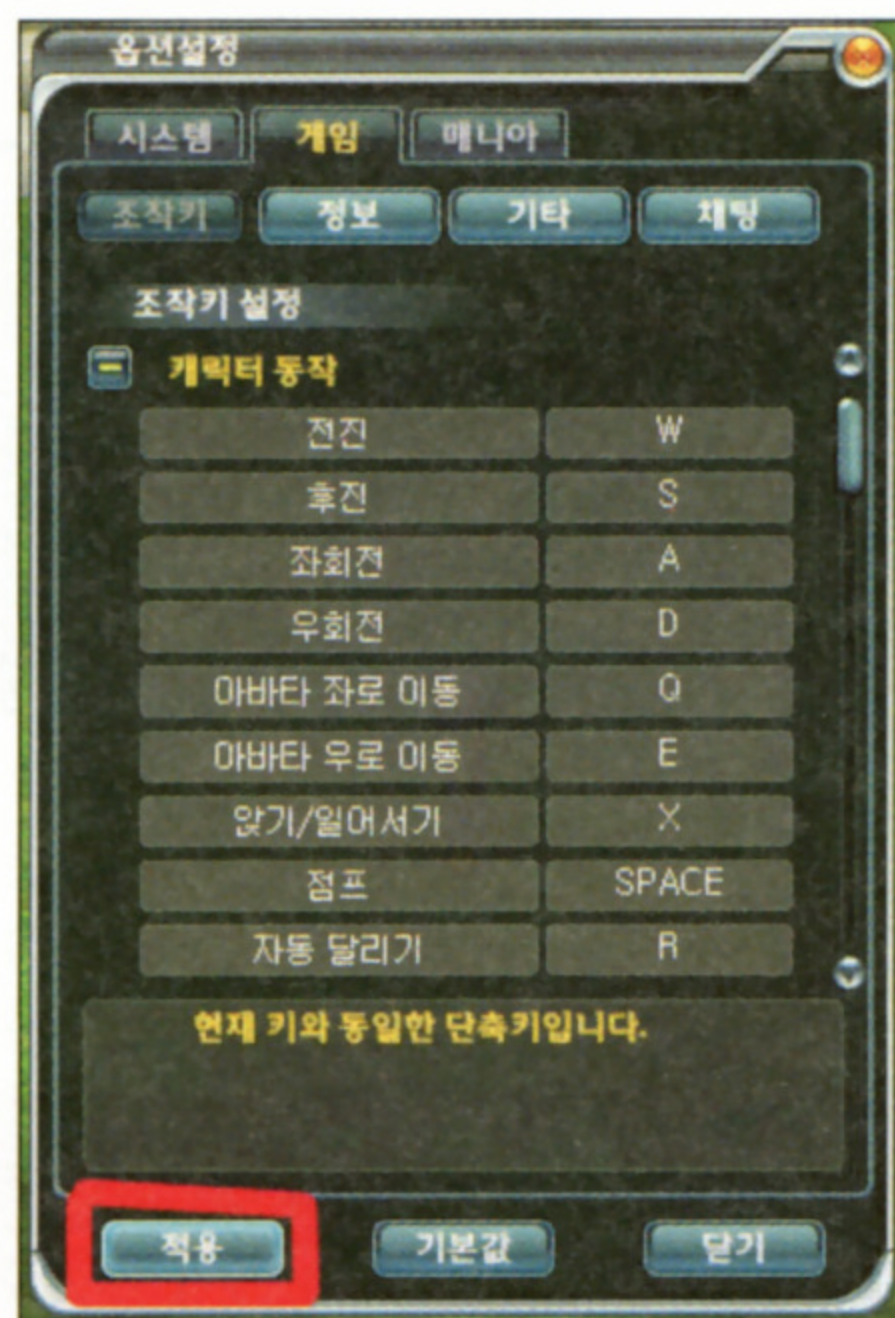 옵션설정
시스템 게임 매니아
조작키 정보 기타 채팅
조작키 설정
캐릭터 동작
전진 W
후진 S
좌회전 A
우회전 D
아바타 좌로 이동 Q
아바타 우로 이동 E
앉기/일어서기 X
점프 SPACE
자동 달리기 R
현재 키와 동일한 단축키입니다.
적용 기본값 닫기